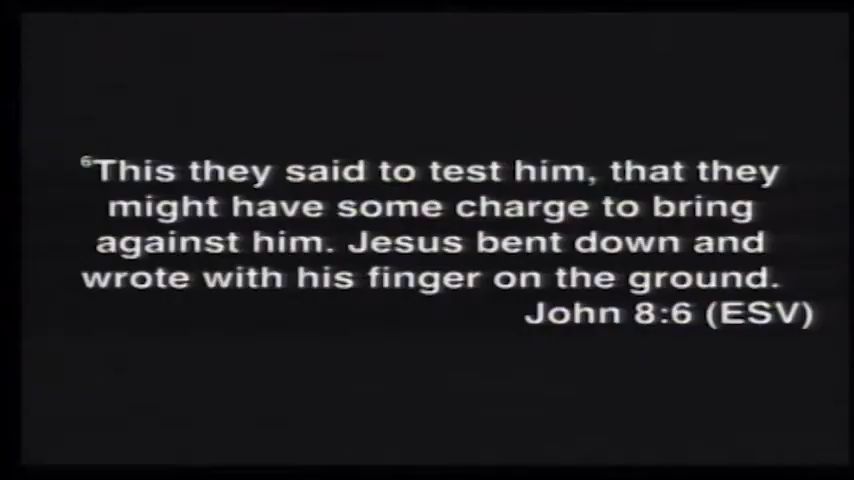 ⁶This they said to test him, that they
might have some charge to bring
against him. Jesus bent down and
wrote with his finger on the ground.
John 8:6 (ESV)